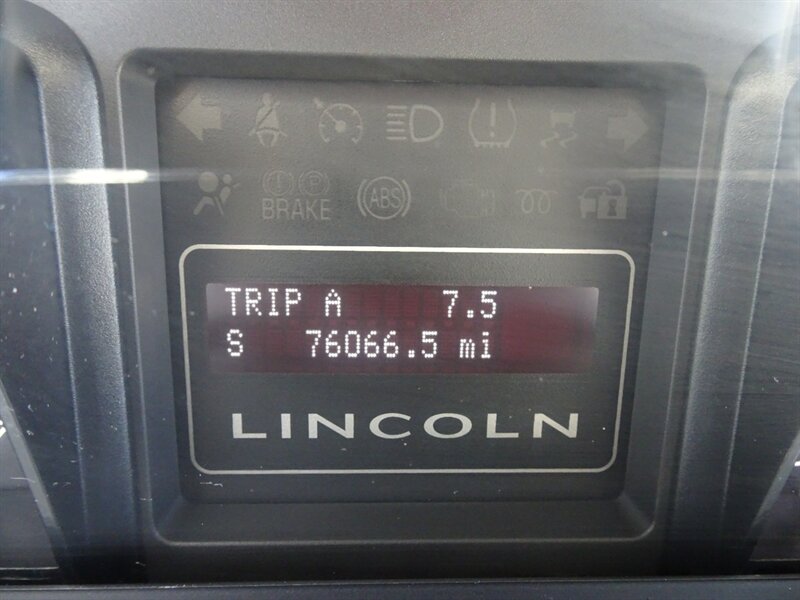 BRAKE
ABS
TRIP A 7.5
S 76066.5 mi
LINCOLN